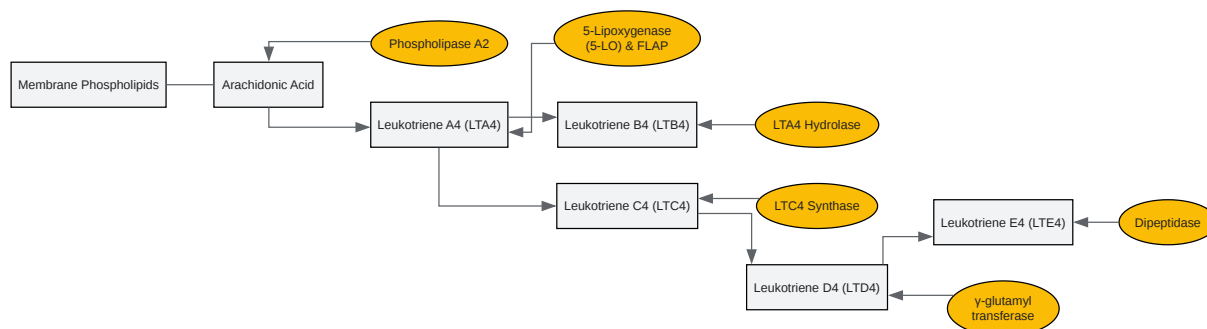 Phospholipase A2
5-Lipoxygenase
(5-LO) & FLAP
Membrane Phospholipids
Arachidonic Acid
Leukotriene A4 (LTA4)
Leukotriene B4 (LTB4)
LTA4 Hydrolase
Leukotriene C4 (LTC4)
LTC4 Synthase
Leukotriene E4 (LTE4)
Dipeptidase
Leukotriene D4 (LTD4)
γ-glutamyl
transferase